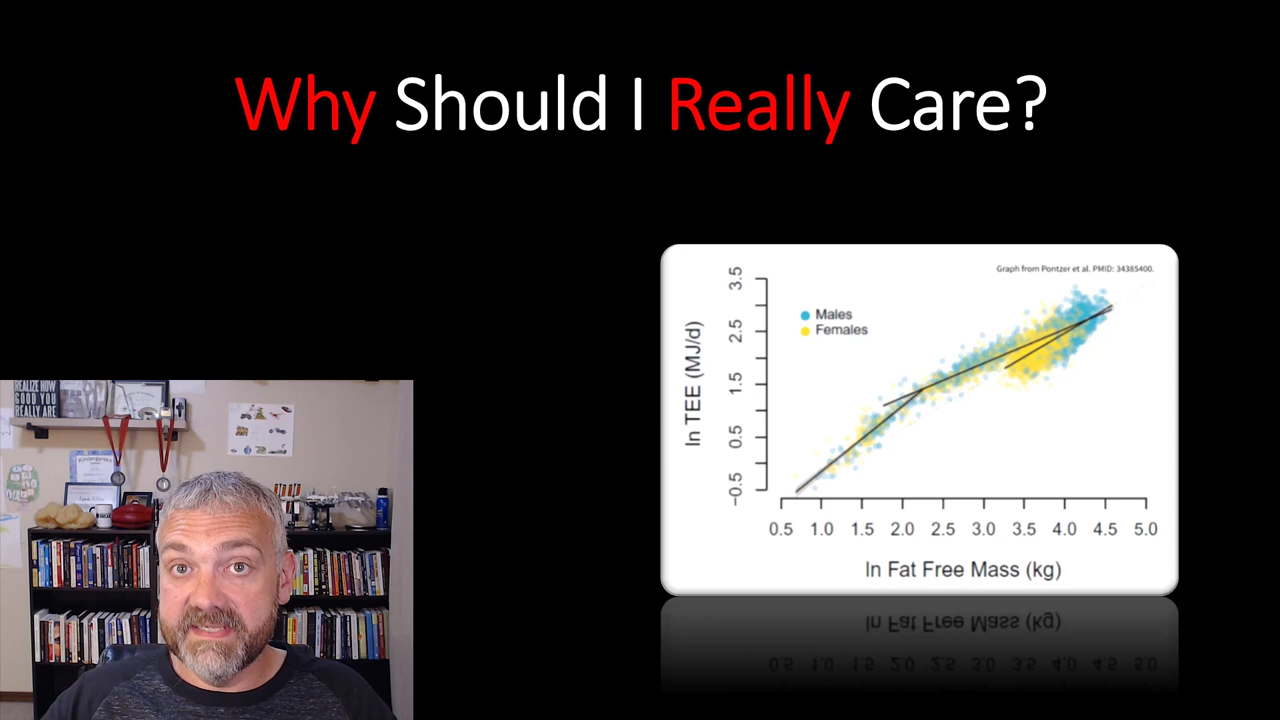 Why Should I Really Care?
Graph from Pontzer et al. PMID: 34385400.
Males
Females
ln TEE (MJ/d)
3.5
2.5
1.5
0.5
−0.5
0.5 1.0 1.5 2.0 2.5 3.0 3.5 4.0 4.5 5.0
ln Fat Free Mass (kg)
REALIZE HOW
GOOD YOU
REALLY ARE